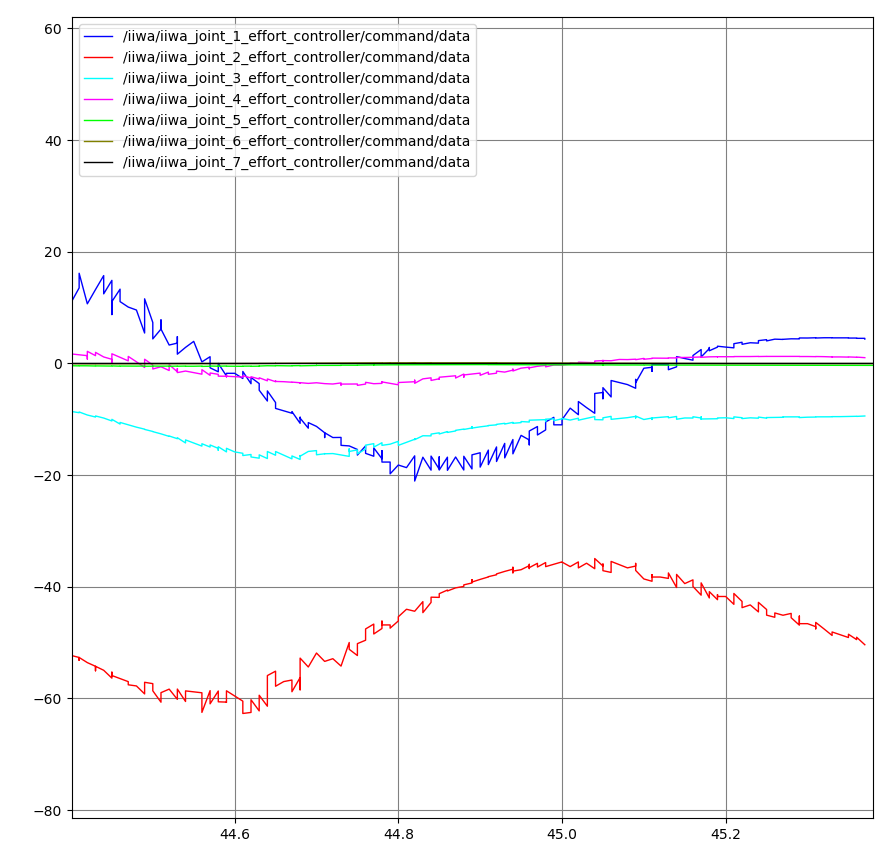 60
40
20
0
−20
−40
−60
−80
/iiwa/iiwa_joint_1_effort_controller/command/data
/iiwa/iiwa_joint_2_effort_controller/command/data
/iiwa/iiwa_joint_3_effort_controller/command/data
/iiwa/iiwa_joint_4_effort_controller/command/data
/iiwa/iiwa_joint_5_effort_controller/command/data
/iiwa/iiwa_joint_6_effort_controller/command/data
/iiwa/iiwa_joint_7_effort_controller/command/data
44.6 44.8 45.0 45.2